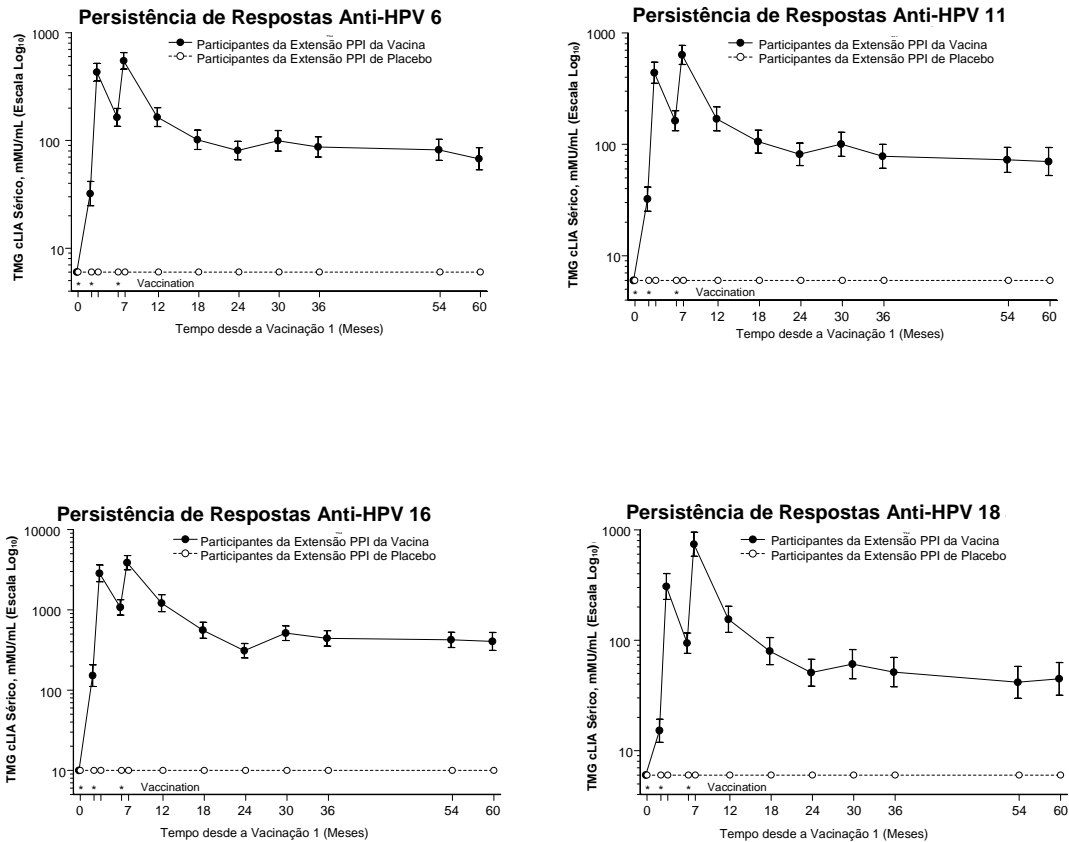 Persistência de Respostas Anti-HPV 6
1000
100
10
TMG cLIA Sérico, mMU/mL (Escala Log₁₀)
Participantes da Extensão PPI da Vacina
Participantes da Extensão PPI de Placebo
* * * Vaccination
0 7 12 18 24 30 36 54 60
Tempo desde a Vacinação 1 (Meses)
Persistência de Respostas Anti-HPV 11
1000
100
10
TMG cLIA Sérico, mMU/mL (Escala Log₁₀)
Participantes da Extensão PPI da Vacina
Participantes da Extensão PPI de Placebo
* * * Vaccination
0 7 12 18 24 30 36 54 60
Tempo desde a Vacinação 1 (Meses)
Persistência de Respostas Anti-HPV 16
10000
1000
100
10
TMG cLIA Sérico, mMU/mL (Escala Log₁₀)
Participantes da Extensão PPI da Vacina
Participantes da Extensão PPI de Placebo
* * * Vaccination
0 7 12 18 24 30 36 54 60
Tempo desde a Vacinação 1 (Meses)
Persistência de Respostas Anti-HPV 18
1000
100
10
TMG cLIA Sérico, mMU/mL (Escala Log₁₀)
Participantes da Extensão PPI da Vacina
Participantes da Extensão PPI de Placebo
* * * Vaccination
0 7 12 18 24 30 36 54 60
Tempo desde a Vacinação 1 (Meses)